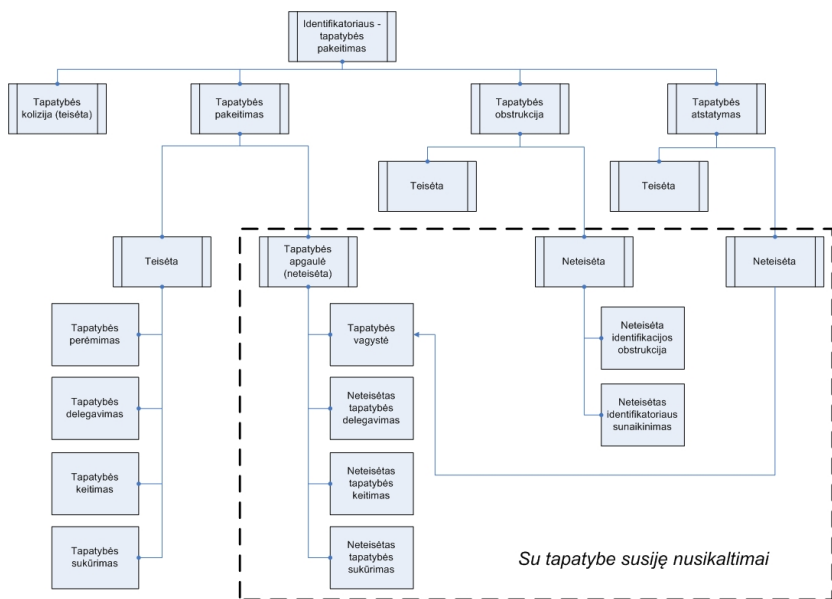 Identifikatoriaus -
tapatybės
pakeitimas
Tapatybės
kolizija (teisėta)
Tapatybės
pakeitimas
Tapatybės
obstrukcija
Tapatybės
atstatymas
Teisėta
Teisėta
Teisėta
Tapatybės
apgaulė
(neteisėta)
Neteisėta
Neteisėta
Tapatybės
perėmimas
Tapatybės
vagystė
Neteisėta
identifikacijos
obstrukcija
Tapatybės
delegavimas
Neteisėtas
tapatybės
delegavimas
Neteisėtas
identifikatoriaus
sunaikinimas
Tapatybės
keitimas
Neteisėtas
tapatybės
keitimas
Tapatybės
sukūrimas
Neteisėtas
tapatybės
sukūrimas
Su tapatybe susiję nusikaltimai